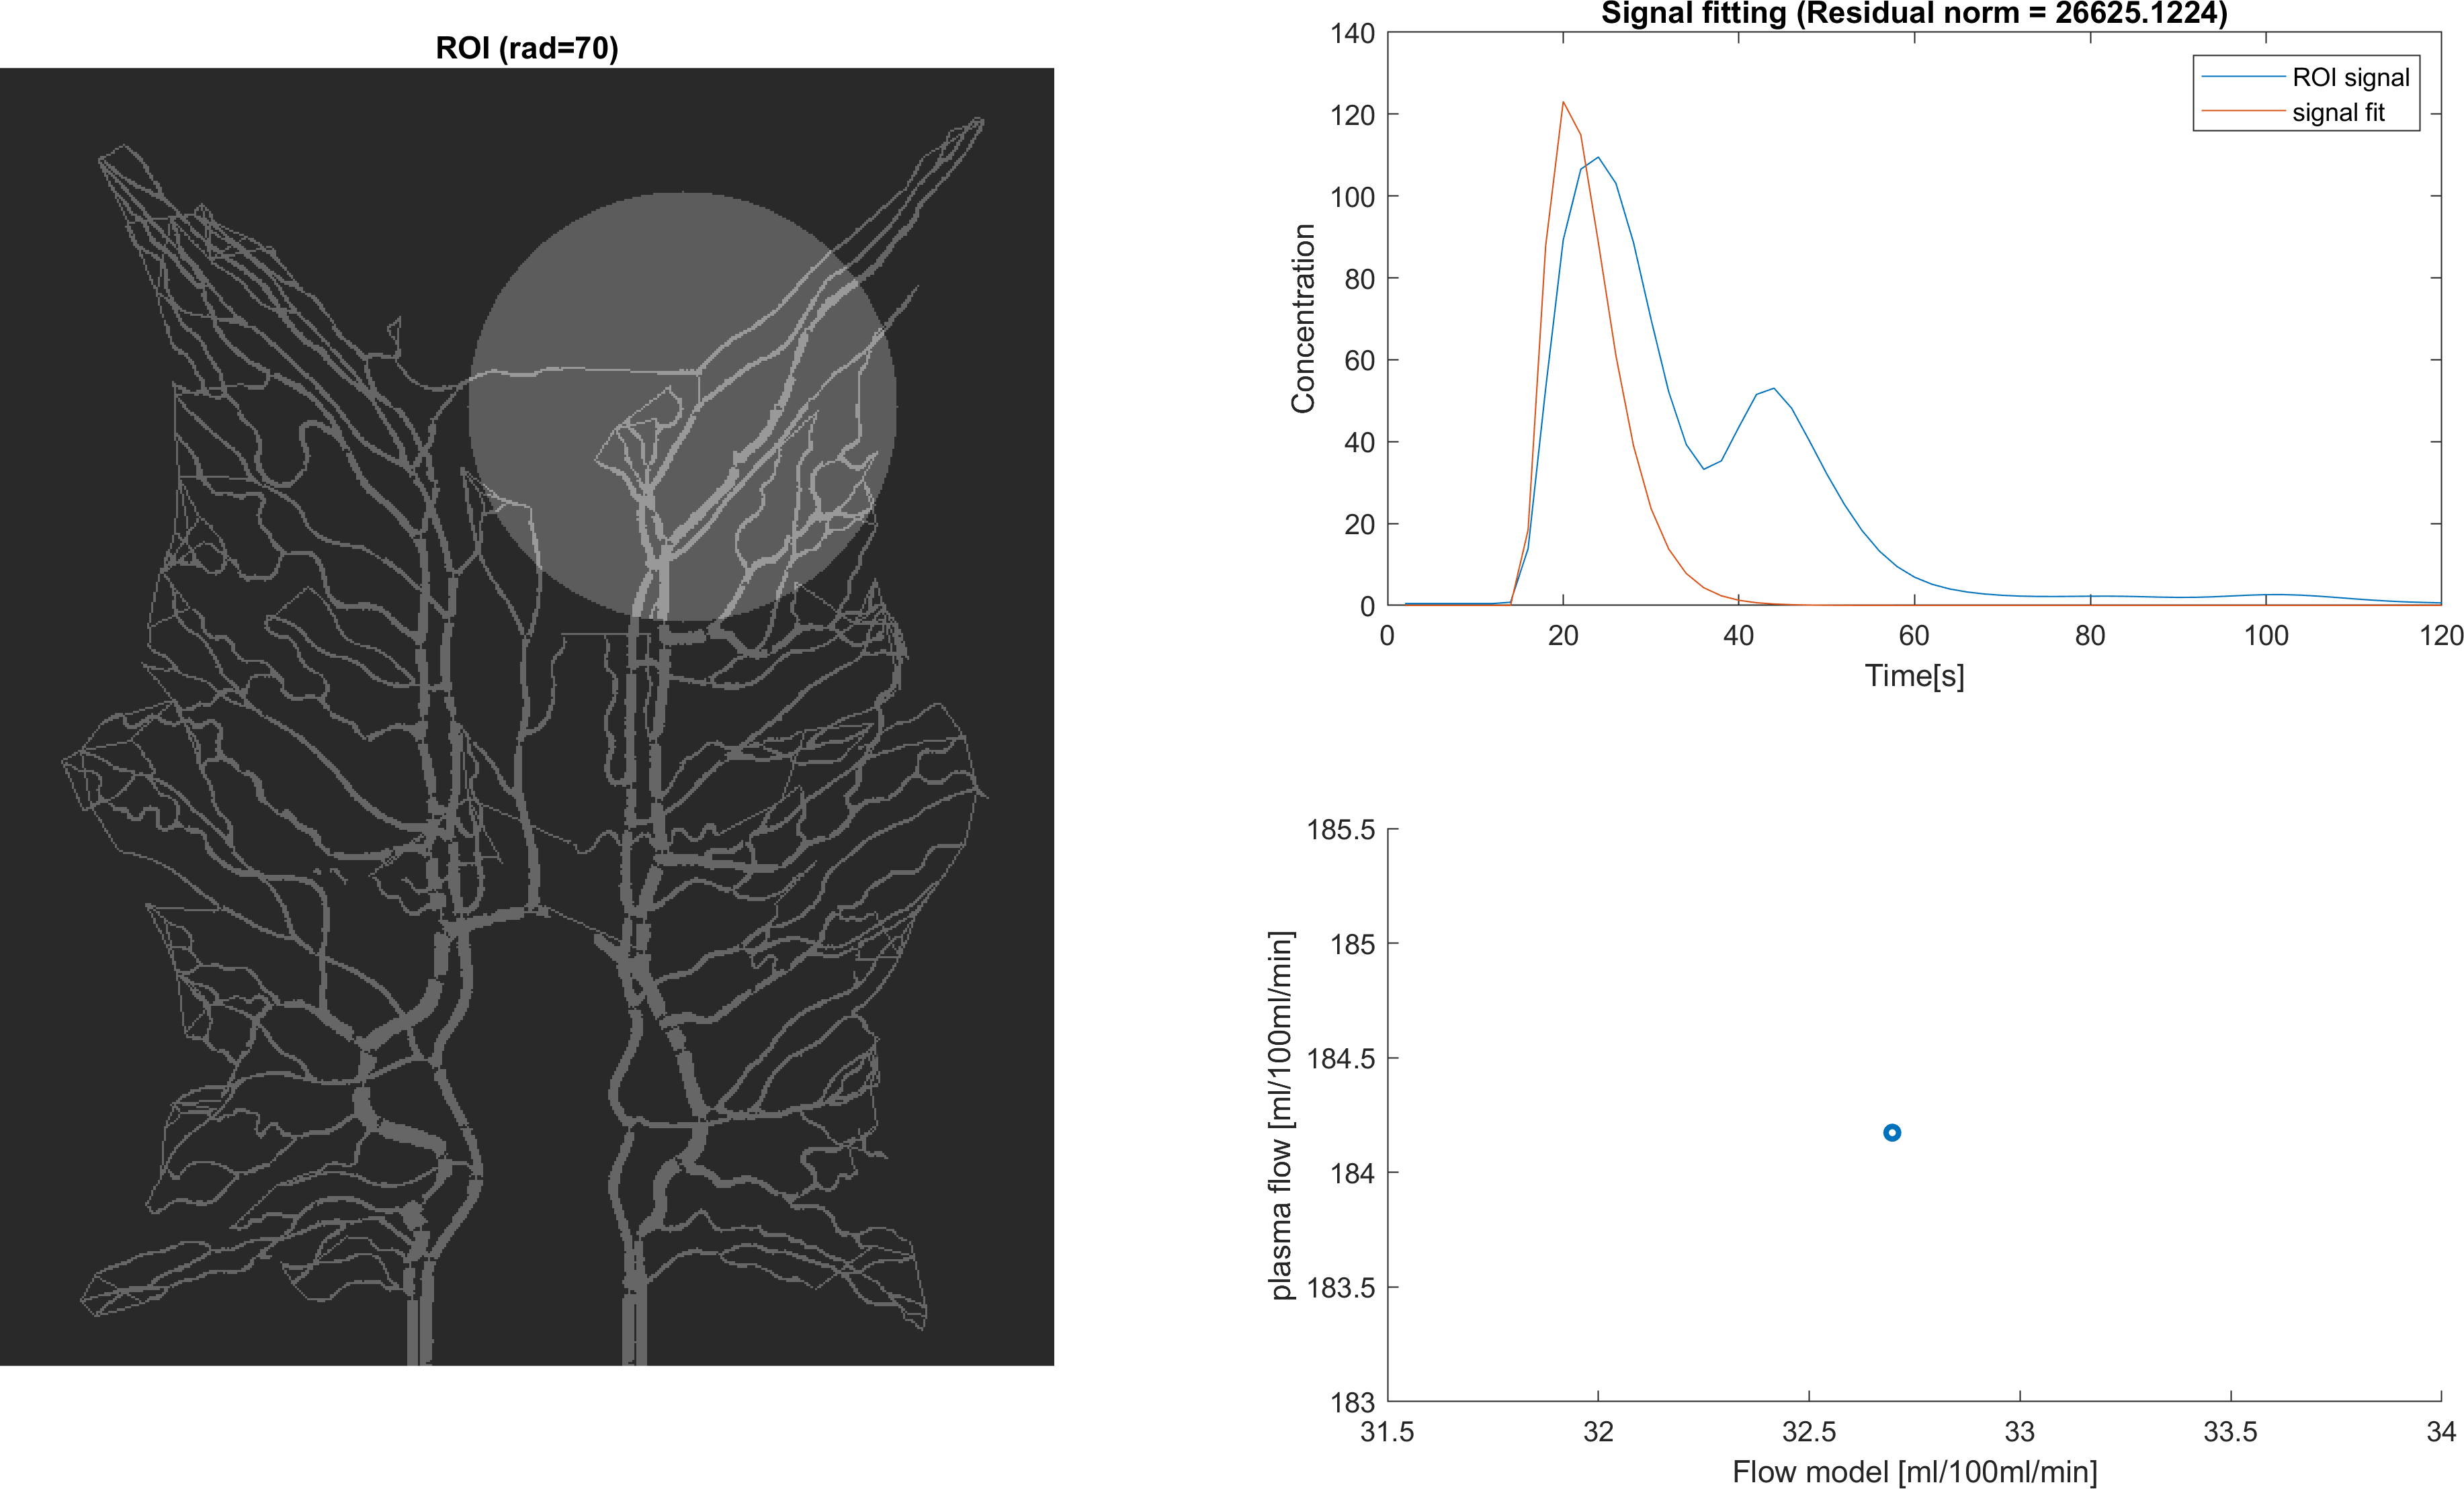 ROI (rad=70)
Signal fitting (Residual norm = 26625.1224)
140
120
100
80
60
40
20
0
Concentration
ROI signal
signal fit
0 20 40 60 80 100 120
Time[s]
185.5
185
184.5
184
183.5
183
plasma flow [ml/100ml/min]
31.5 32 32.5 33 33.5 34
Flow model [ml/100ml/min]